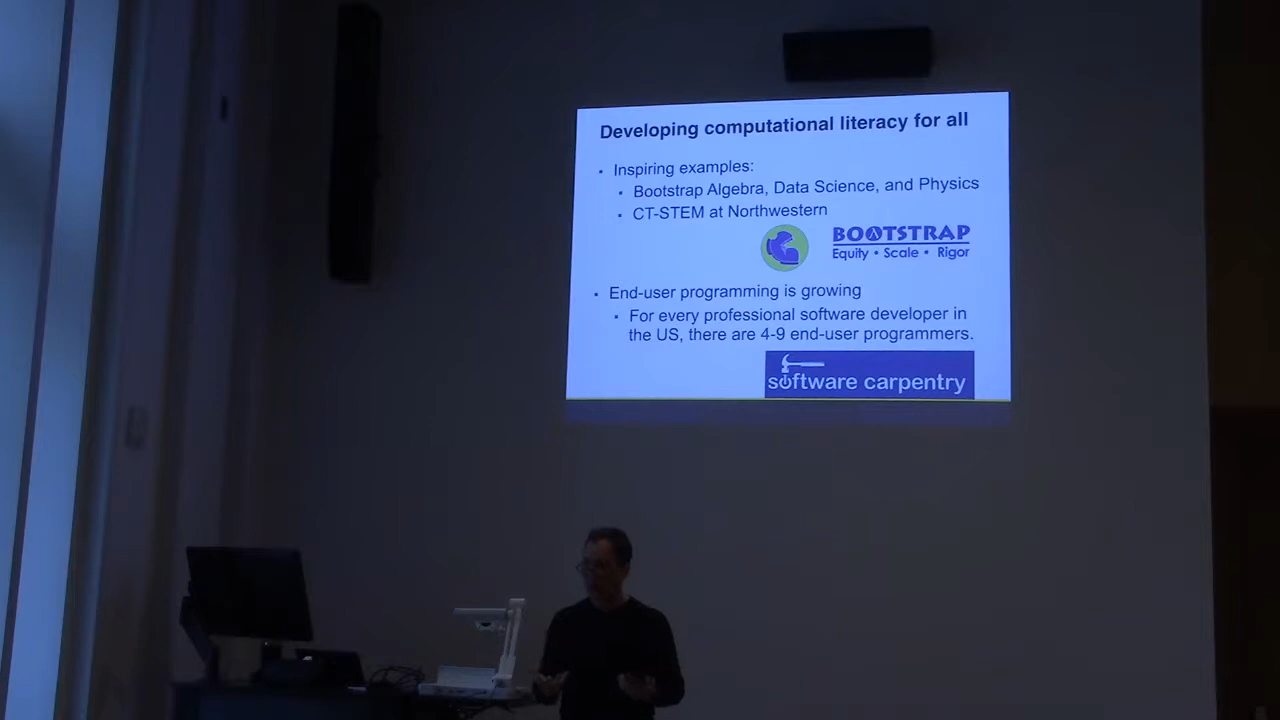 Developing computational literacy for all
▪ Inspiring examples:
▪ Bootstrap Algebra, Data Science, and Physics
▪ CT-STEM at Northwestern
BOOTSTRAP
Equity • Scale • Rigor
▪ End-user programming is growing
▪ For every professional software developer in
the US, there are 4-9 end-user programmers.
software carpentry